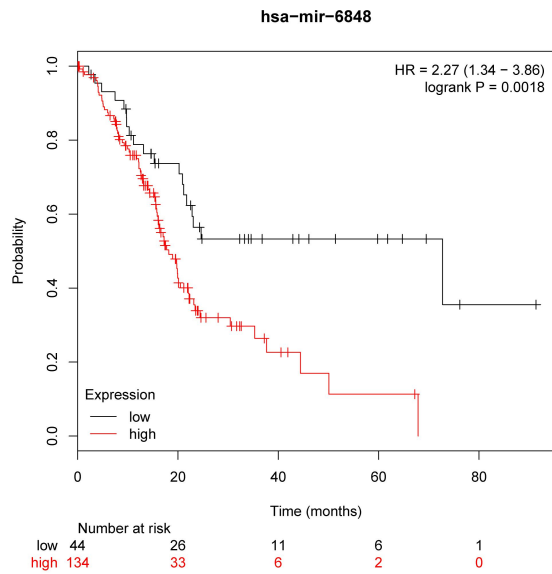 hsa−mir−6848
HR = 2.27 (1.34 − 3.86)
logrank P = 0.0018
1.0
0.8
0.6
0.4
0.2
0.0
Probability
Expression
low
high
0 20 40 60 80
Time (months)
Number at risk
low 44 26 11 6 1
high 134 33 6 2 0